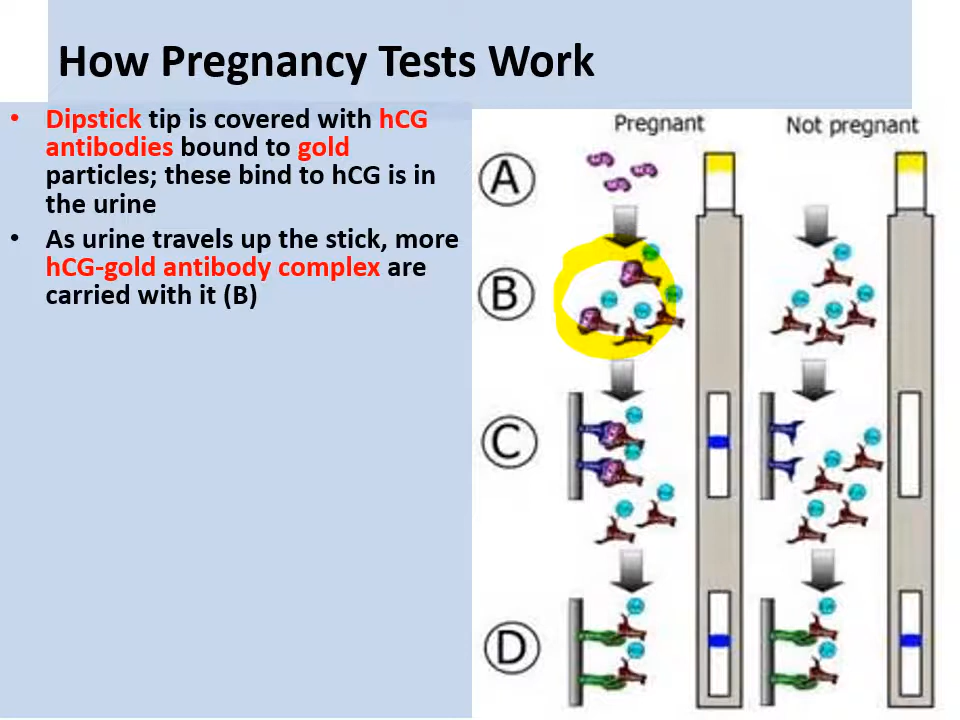 How Pregnancy Tests Work
• Dipstick tip is covered with hCG
antibodies bound to gold
particles; these bind to hCG is in
the urine
• As urine travels up the stick, more
hCG-gold antibody complex are
carried with it (B)
Pregnant
Not pregnant
A
B
C
D